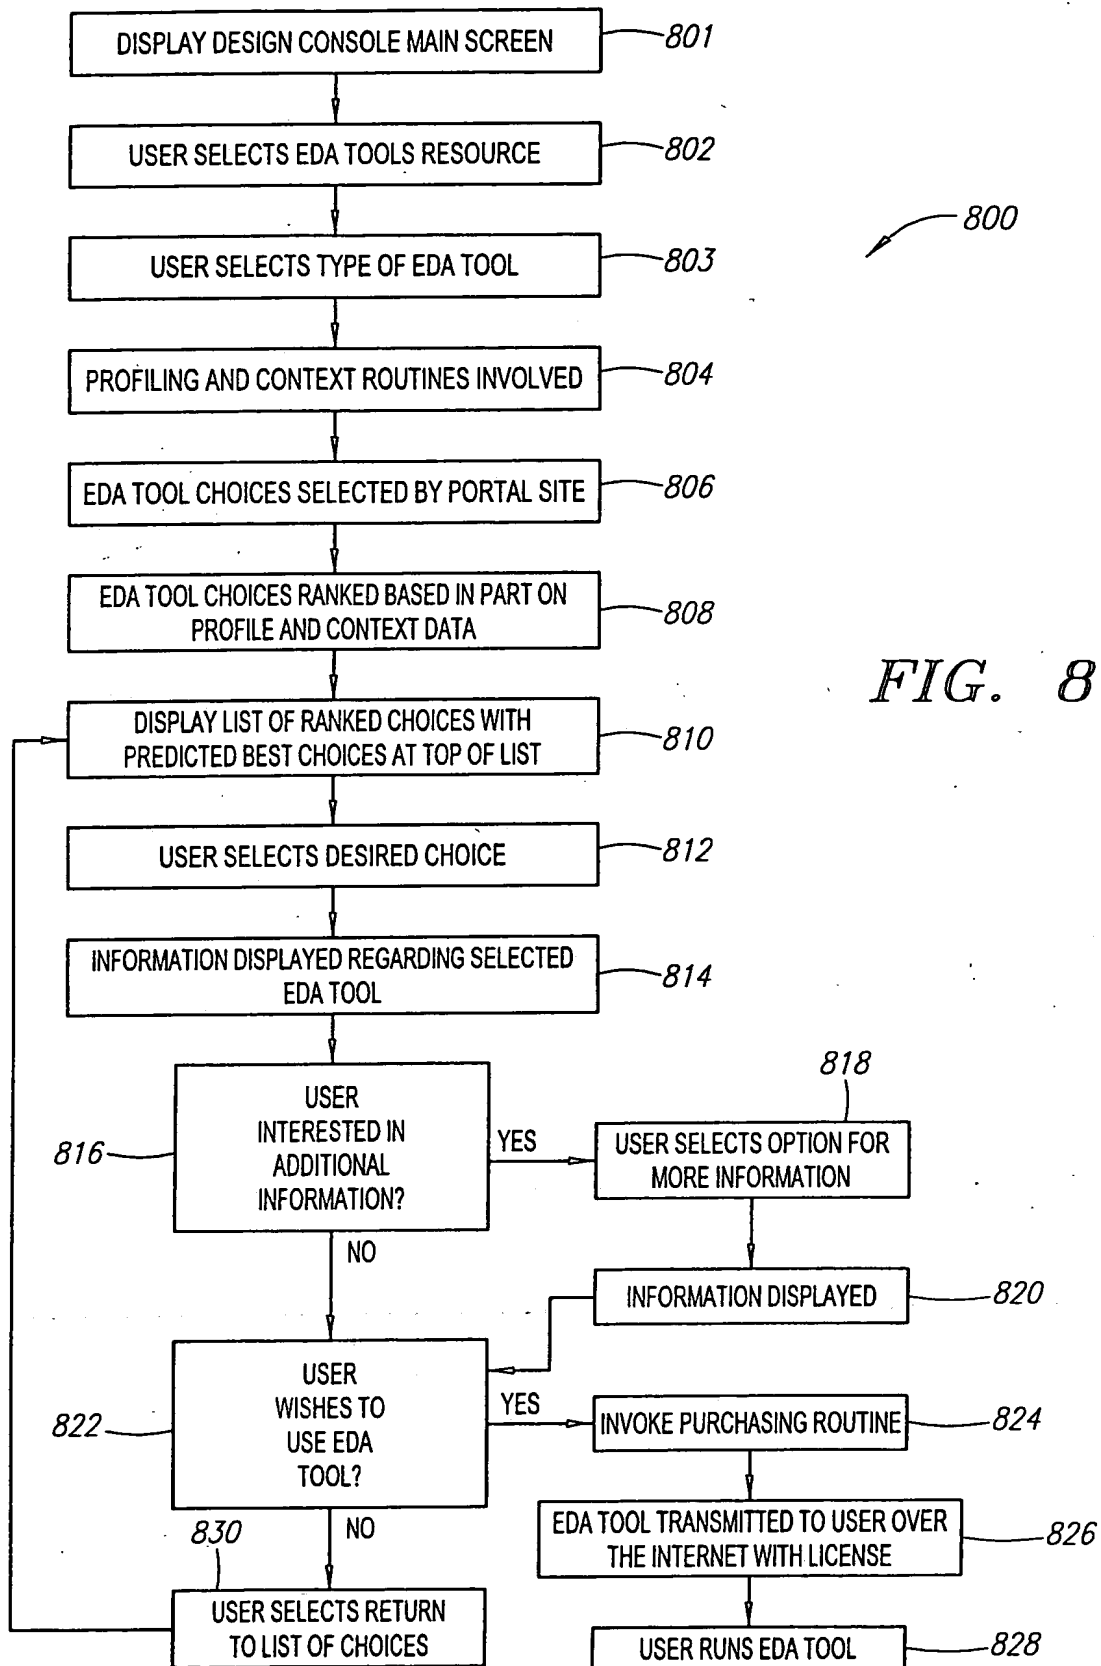 DISPLAY DESIGN CONSOLE MAIN SCREEN
801
USER SELECTS EDA TOOLS RESOURCE
802
800
USER SELECTS TYPE OF EDA TOOL
803
PROFILING AND CONTEXT ROUTINES INVOLVED
804
EDA TOOL CHOICES SELECTED BY PORTAL SITE
806
EDA TOOL CHOICES RANKED BASED IN PART ON
PROFILE AND CONTEXT DATA
808
FIG. 8
DISPLAY LIST OF RANKED CHOICES WITH
PREDICTED BEST CHOICES AT TOP OF LIST
810
USER SELECTS DESIRED CHOICE
812
INFORMATION DISPLAYED REGARDING SELECTED
EDA TOOL
814
USER
INTERESTED IN
ADDITIONAL
INFORMATION?
816
YES
818
USER SELECTS OPTION FOR
MORE INFORMATION
NO
INFORMATION DISPLAYED
820
USER
WISHES TO
USE EDA
TOOL?
822
YES
INVOKE PURCHASING ROUTINE
824
NO
EDA TOOL TRANSMITTED TO USER OVER
THE INTERNET WITH LICENSE
826
830
USER SELECTS RETURN
TO LIST OF CHOICES
USER RUNS EDA TOOL
828